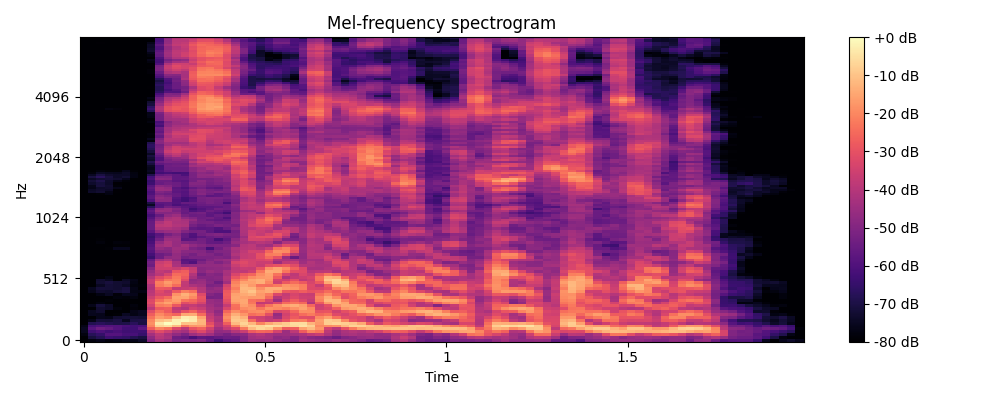 Mel-frequency spectrogram
+0 dB
-10 dB
-20 dB
-30 dB
-40 dB
-50 dB
-60 dB
-70 dB
-80 dB
Hz
4096
2048
1024
512
0
0 0.5 1 1.5
Time